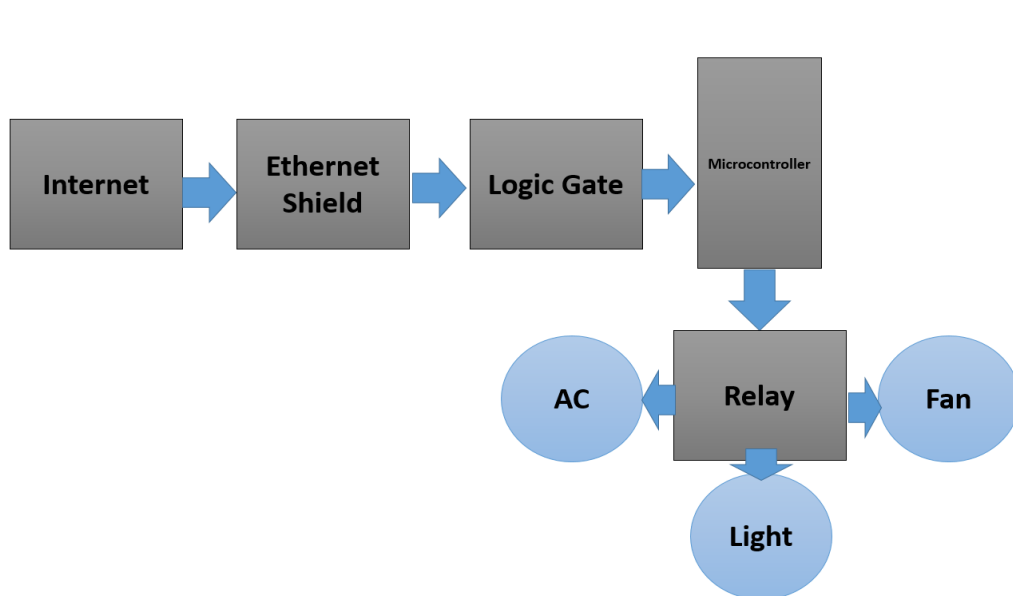 Internet
Ethernet
Shield
Logic Gate
Microcontroller
AC
Relay
Fan
Light